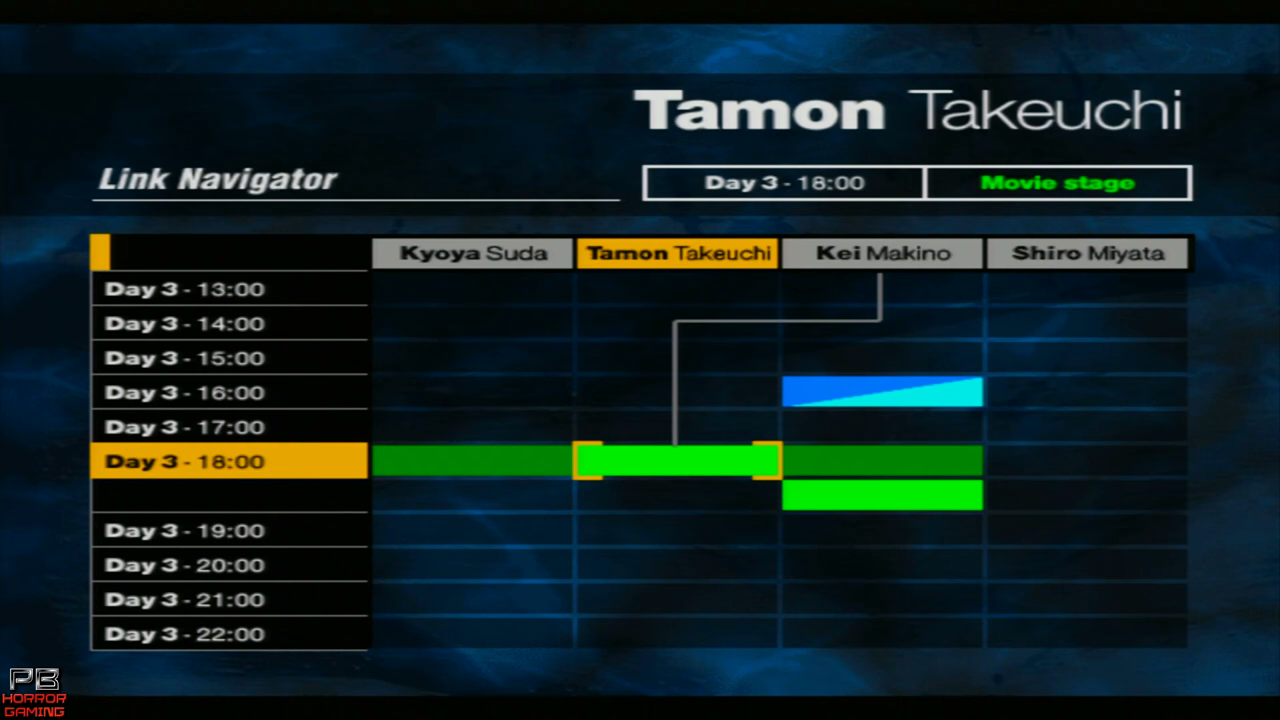 Tamon Takeuchi
Link Navigator
Day 3 - 18:00 Movie stage
Kyoya Suda Tamon Takeuchi Kei Makino Shiro Miyata
Day 3 - 13:00
Day 3 - 14:00
Day 3 - 15:00
Day 3 - 16:00
Day 3 - 17:00
Day 3 - 18:00
Day 3 - 19:00
Day 3 - 20:00
Day 3 - 21:00
Day 3 - 22:00
PB
HORROR
GAMING